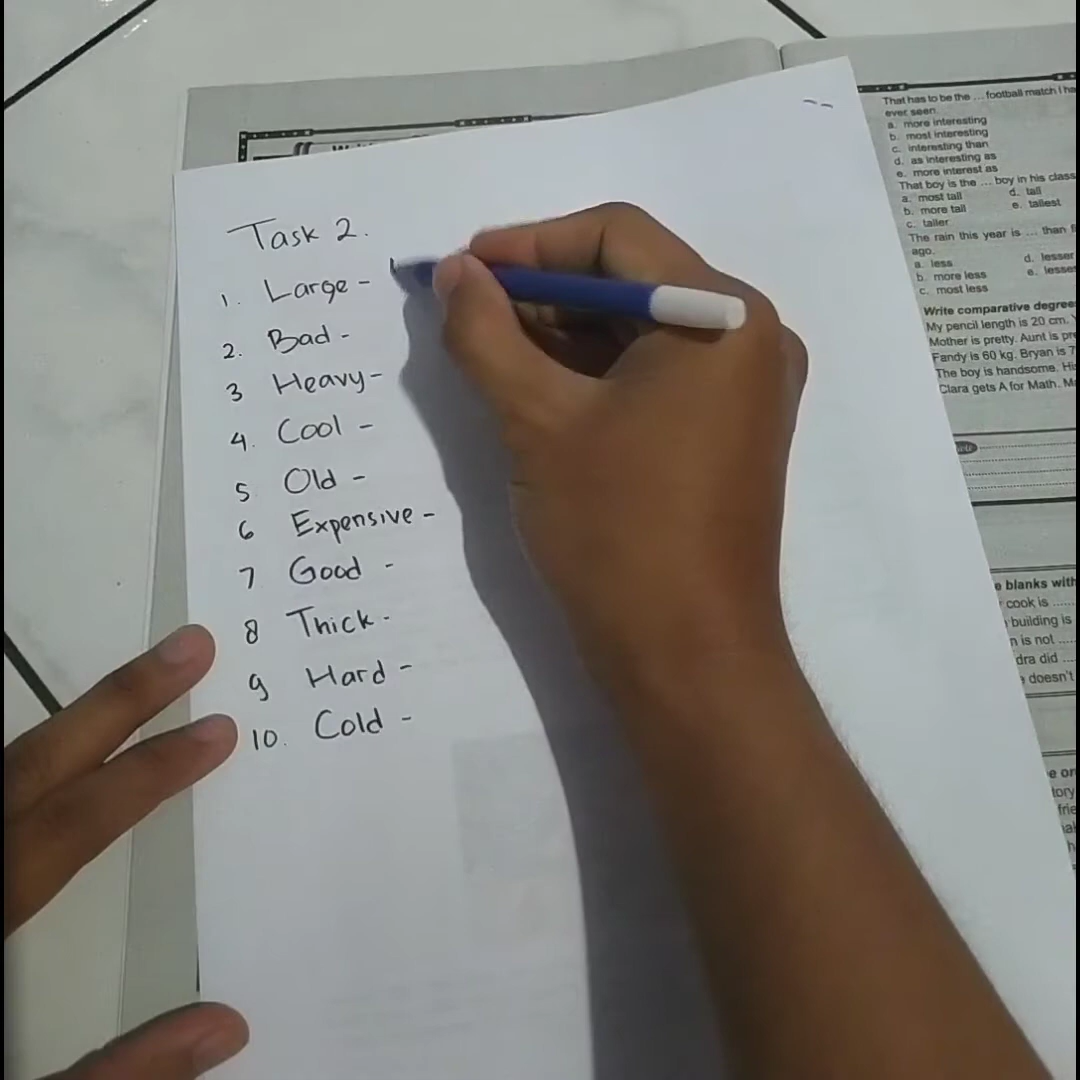 Task 2.
1. Large -
2. Bad -
3 Heavy -
4. Cool -
5 Old -
6 Expensive -
7 Good -
8 Thick -
9 Hard -
10. Cold -
That has to be the ... football match I
ever seen.
a. more interesting
b. most interesting
c. interesting than
d. as interesting as
e. more interest as
That boy is the ... boy in his class
a. most tall d. tall
b. more tall e. tallest
c. taller
The rain this year is ... than
ago.
a. less d. lesser
b. more less
c. most less
Write comparative degree
My pencil length is 20 cm.
Mother is pretty. Aunt is
Fandy is 60 kg. Bryan is 7
The boy is handsome.
Clara gets A for Math.
blanks with
cook is ......
building is
is not .....
dra did ....
doesn't